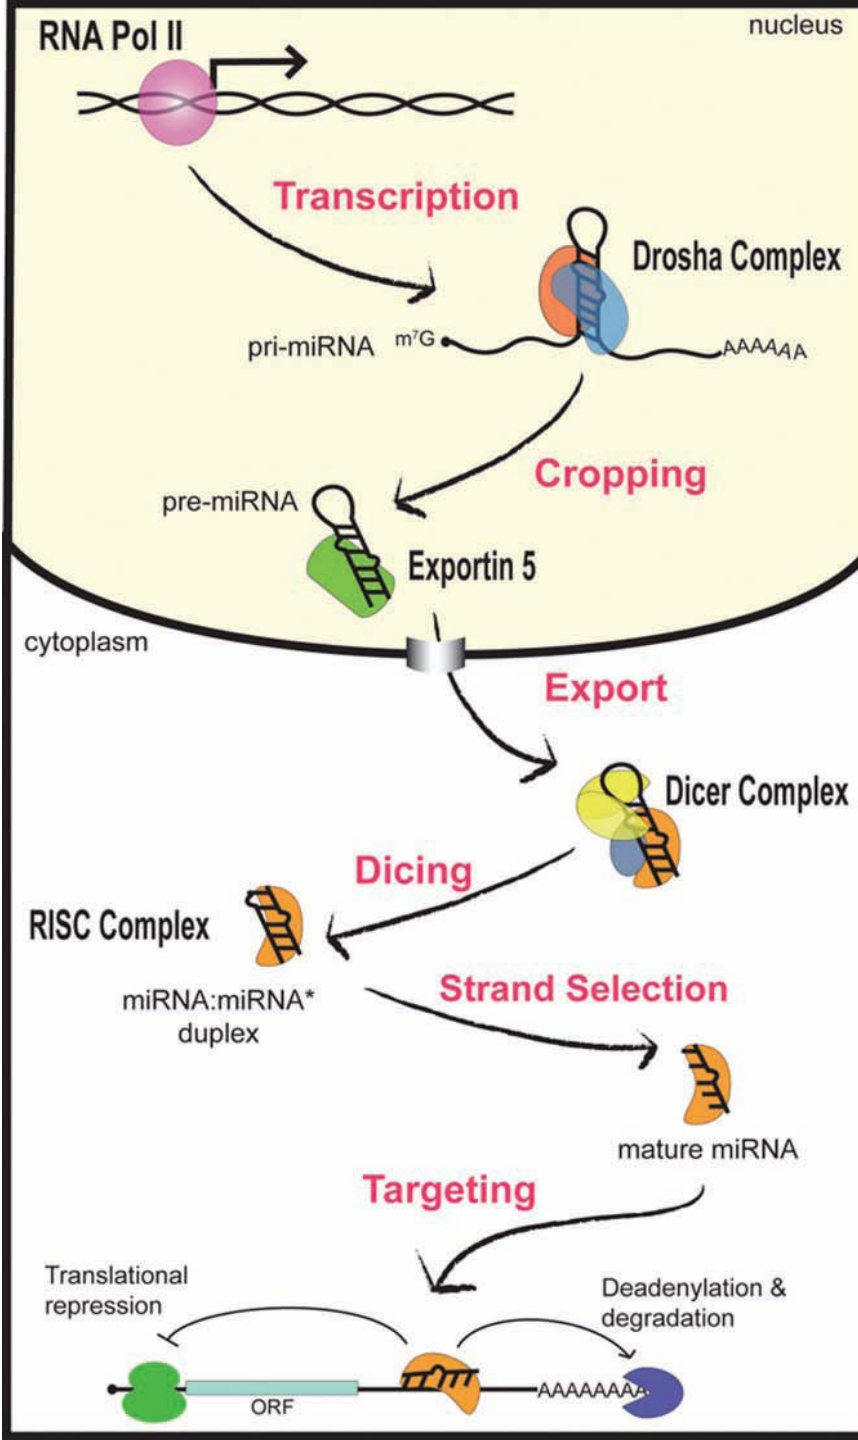 nucleus
RNA Pol II
Transcription
Drosha Complex
pri-miRNA
m⁷G
AAAAAA
Cropping
pre-miRNA
Exportin 5
cytoplasm
Export
Dicer Complex
Dicing
RISC Complex
miRNA:miRNA*
duplex
Strand Selection
mature miRNA
Targeting
Translational
repression
Deadenylation &
degradation
ORF
AAAAAAAA